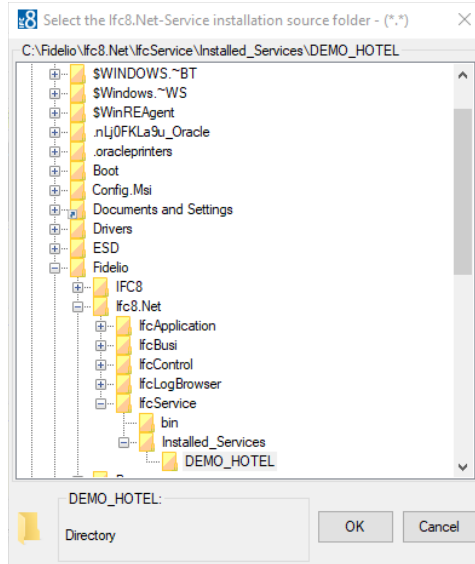 IFC8 Select the Ifc8.Net-Service installation source folder - (*.*)
C:\Fidelio\Ifc8.Net\IfcService\Installed_Services\DEMO_HOTEL
$WINDOWS.~BT
$Windows.~WS
$WinREAgent
.nLj0FKLa9u_Oracle
.oracleprinters
Boot
Config.Msi
Documents and Settings
Drivers
ESD
Fidelio
IFC8
Ifc8.Net
IfcApplication
IfcBusi
IfcControl
IfcLogBrowser
IfcService
bin
Installed_Services
DEMO_HOTEL
DEMO_HOTEL:
Directory
OK
Cancel